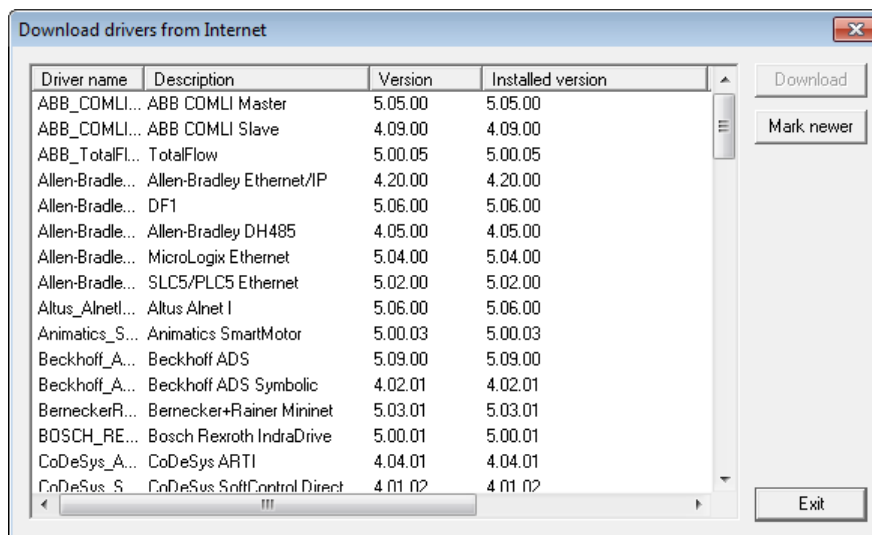 Download drivers from Internet
Driver name Description Version Installed version
ABB_COMLI... ABB COMLI Master 5.05.00 5.05.00
ABB_COMLI... ABB COMLI Slave 4.09.00 4.09.00
ABB_TotalFl... TotalFlow 5.00.05 5.00.05
Allen-Bradle... Allen-Bradley Ethernet/IP 4.20.00 4.20.00
Allen-Bradle... DF1 5.06.00 5.06.00
Allen-Bradle... Allen-Bradley DH485 4.05.00 4.05.00
Allen-Bradle... MicroLogix Ethernet 5.04.00 5.04.00
Allen-Bradle... SLC5/PLC5 Ethernet 5.02.00 5.02.00
Altus_AlnetI... Altus Alnet I 5.06.00 5.06.00
Animatics_S... Animatics SmartMotor 5.00.03 5.00.03
Beckhoff_A... Beckhoff ADS 5.09.00 5.09.00
Beckhoff_A... Beckhoff ADS Symbolic 4.02.01 4.02.01
BerneckerR... Bernecker+Rainer Mininet 5.03.01 5.03.01
BOSCH_RE... Bosch Rexroth IndraDrive 5.00.01 5.00.01
CoDeSys_A... CoDeSys ARTI 4.04.01 4.04.01
CoDeSys_S... CoDeSys SoftControl Direct 4.01.02 4.01.02
Download
Mark newer
Exit